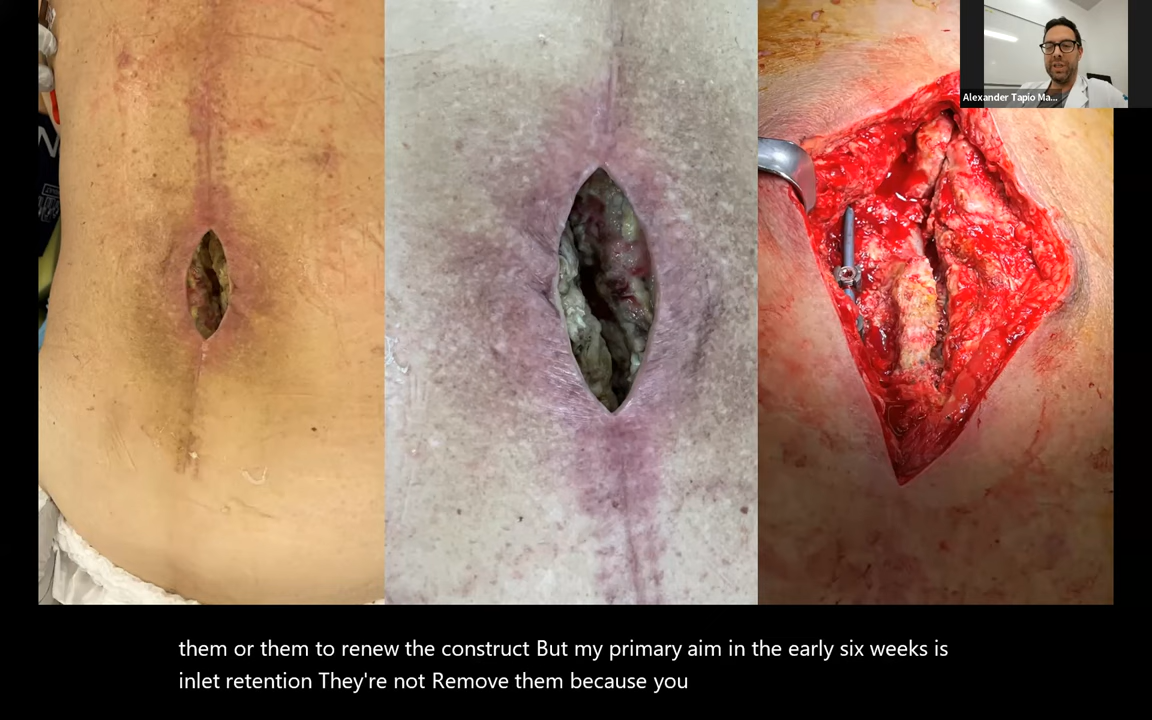 Alexander Tapio Ma...
them or them to renew the construct But my primary aim in the early six weeks is
inlet retention They're not Remove them because you